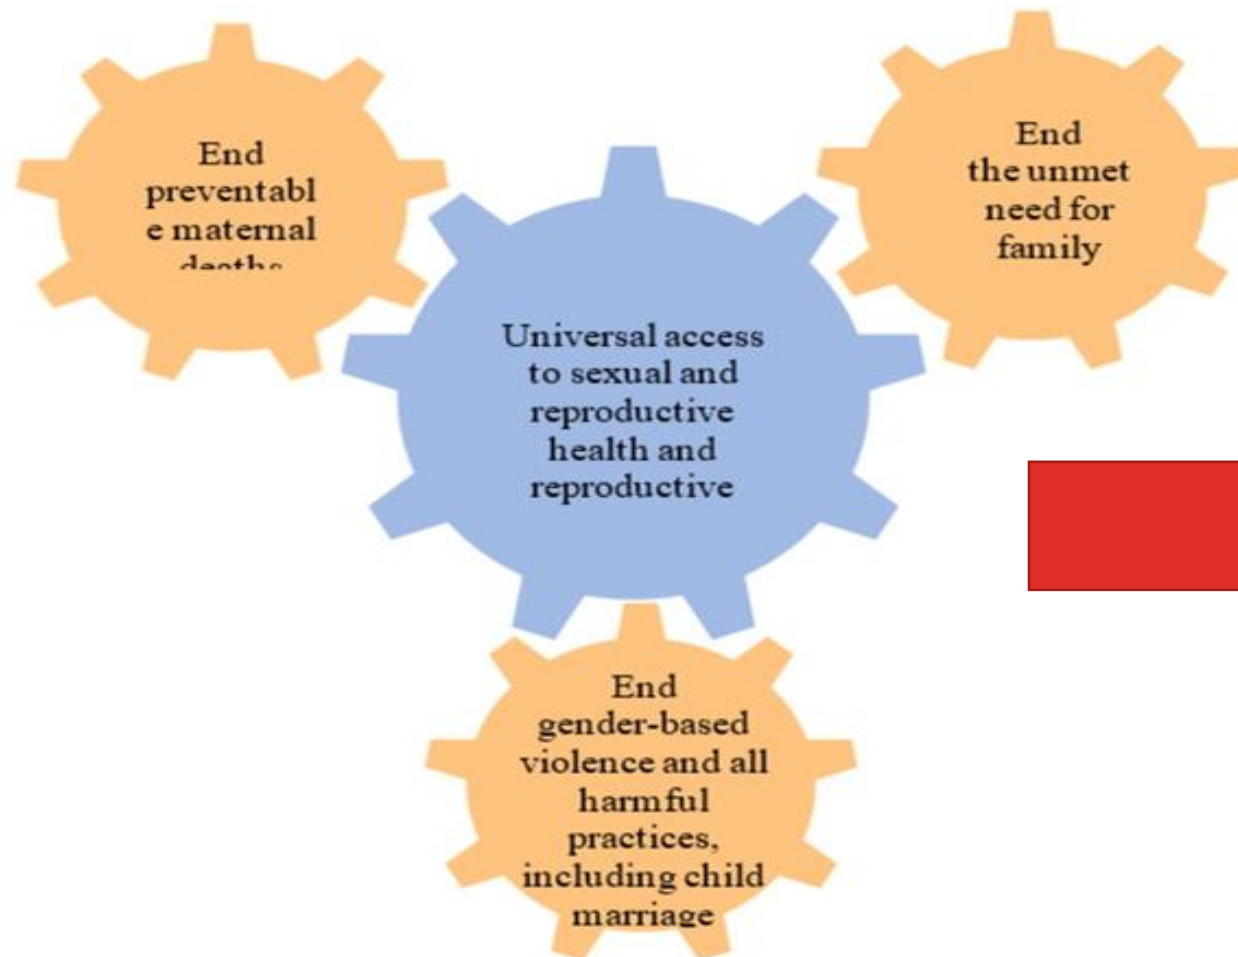 End
preventabl
e maternal
deaths
End
the unmet
need for
family
Universal access
to sexual and
reproductive
health and
reproductive
End
gender-based
violence and all
harmful
practices,
including child
marriage